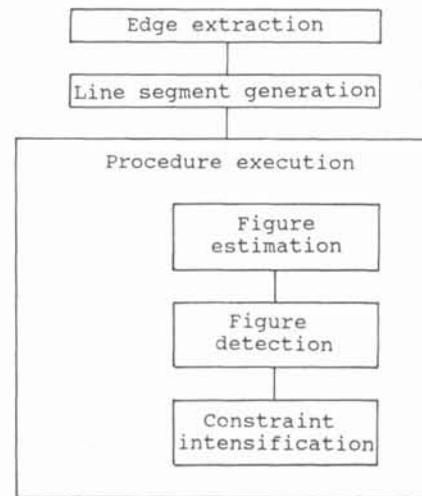 Edge extraction
Line segment generation
Procedure execution
Figure
estimation
Figure
detection
Constraint
intensification